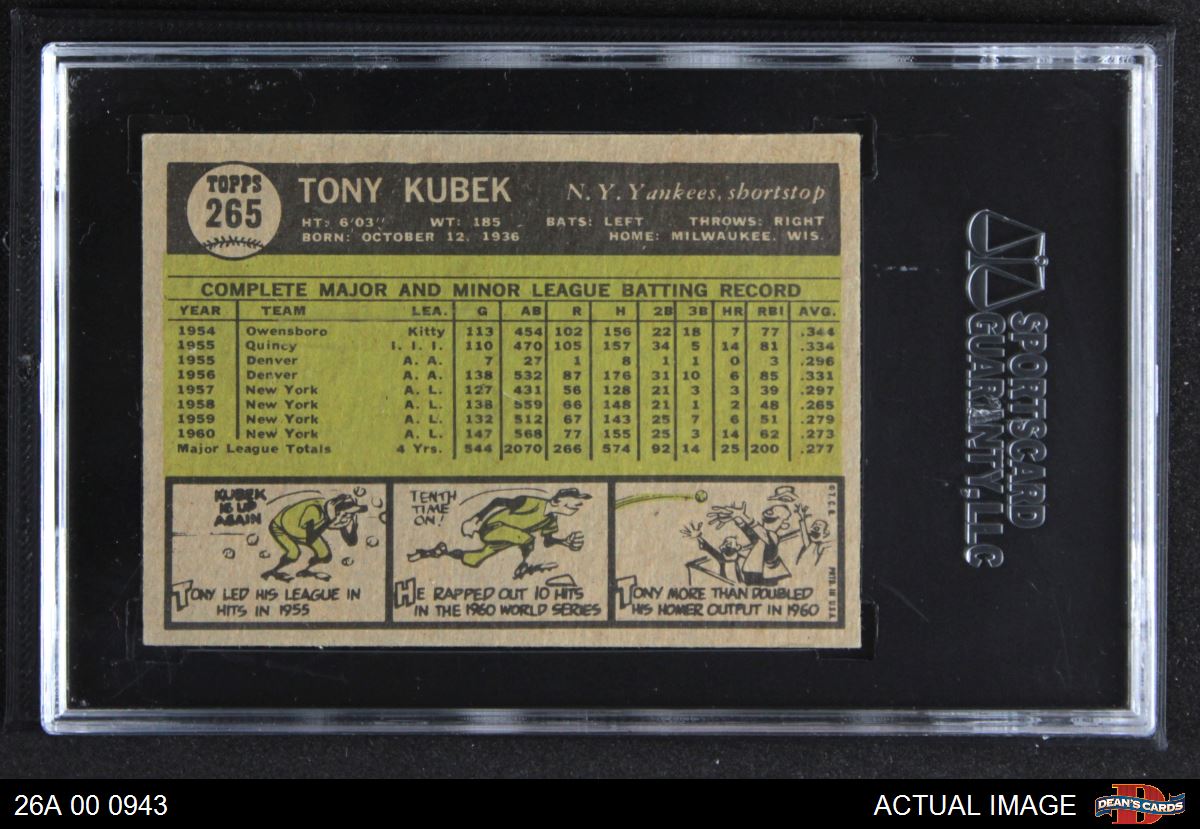 TOPPS
265
TONY KUBEK N. Y. Yankees, shortstop
HT: 6'03" WT: 185 BATS: LEFT THROWS: RIGHT
BORN: OCTOBER 12, 1936 HOME: MILWAUKEE, WIS.
COMPLETE MAJOR AND MINOR LEAGUE BATTING RECORD
YEAR TEAM LEA. G AB R H 2B 3B HR RBI AVG.
1954 Owensboro Kitty 113 454 102 156 22 18 7 77 .344
1955 Quincy I. I. I. 110 470 105 157 34 5 14 81 .334
1955 Denver A. A. 7 27 1 8 1 1 0 3 .296
1956 Denver A. A. 138 532 87 176 31 10 6 85 .331
1957 New York A. L. 127 431 56 128 21 3 3 39 .297
1958 New York A. L. 138 559 66 148 21 1 2 48 .265
1959 New York A. L. 132 512 67 143 25 7 6 51 .279
1960 New York A. L. 147 568 77 155 25 3 14 62 .273
Major League Totals 4 Yrs. 544 2070 266 574 92 14 25 200 .277
KUBEK
IS UP
AGAIN
TONY LED HIS LEAGUE IN
HITS IN 1955
TENTH
TIME
ON!
HE RAPPED OUT 10 HITS
IN THE 1960 WORLD SERIES
TONY MORE THAN DOUBLED
HIS HOMER OUTPUT IN 1960
© T. C. G. PRTD. IN U.S.A.
SPORTSCARD
GUARANTY, LLC
26A 00 0943
ACTUAL IMAGE
DEAN'S CARDS